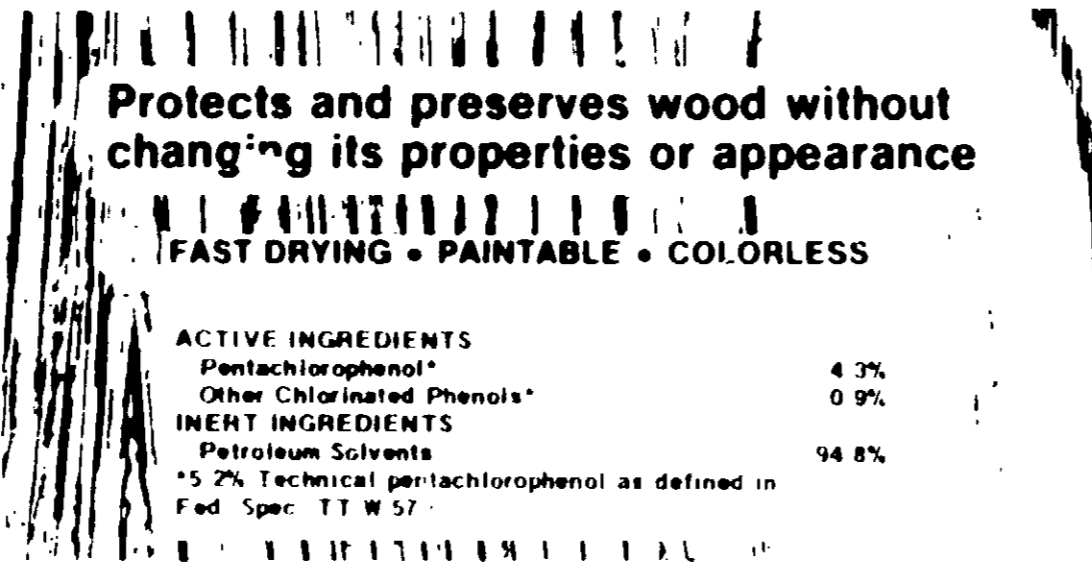 Protects and preserves wood without
changing its properties or appearance
FAST DRYING • PAINTABLE • COLORLESS
ACTIVE INGREDIENTS
Pentachlorophenol* 4 3%
Other Chlorinated Phenols* 0 9%
INERT INGREDIENTS
Petroleum Solvents 94 8%
*5 2% Technical pentachlorophenol as defined in
Fed Spec TT W 57